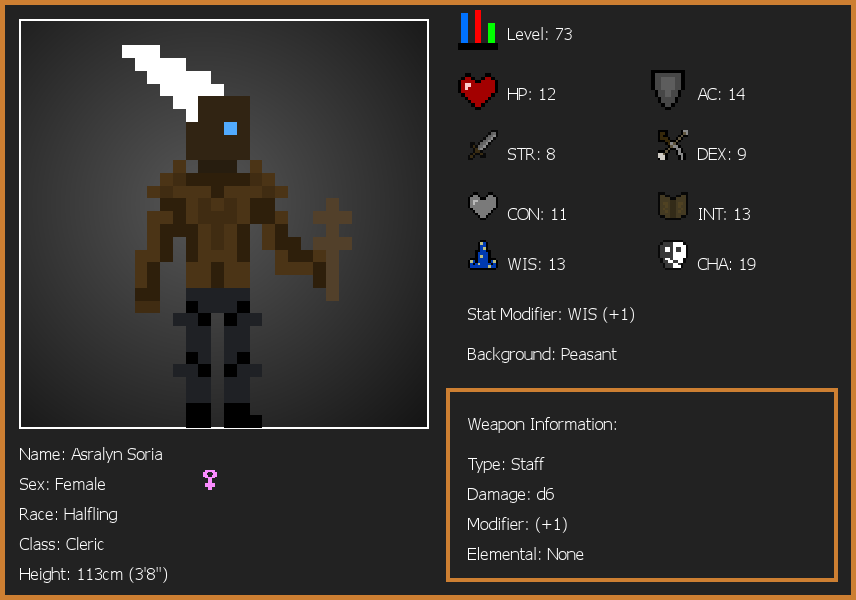 Level: 73
HP: 12
AC: 14
STR: 8
DEX: 9
CON: 11
INT: 13
WIS: 13
CHA: 19
Stat Modifier: WIS (+1)
Background: Peasant
Weapon Information:
Type: Staff
Damage: d6
Modifier: (+1)
Elemental: None
Name: Asralyn Soria
Sex: Female
Race: Halfling
Class: Cleric
Height: 113cm (3'8")